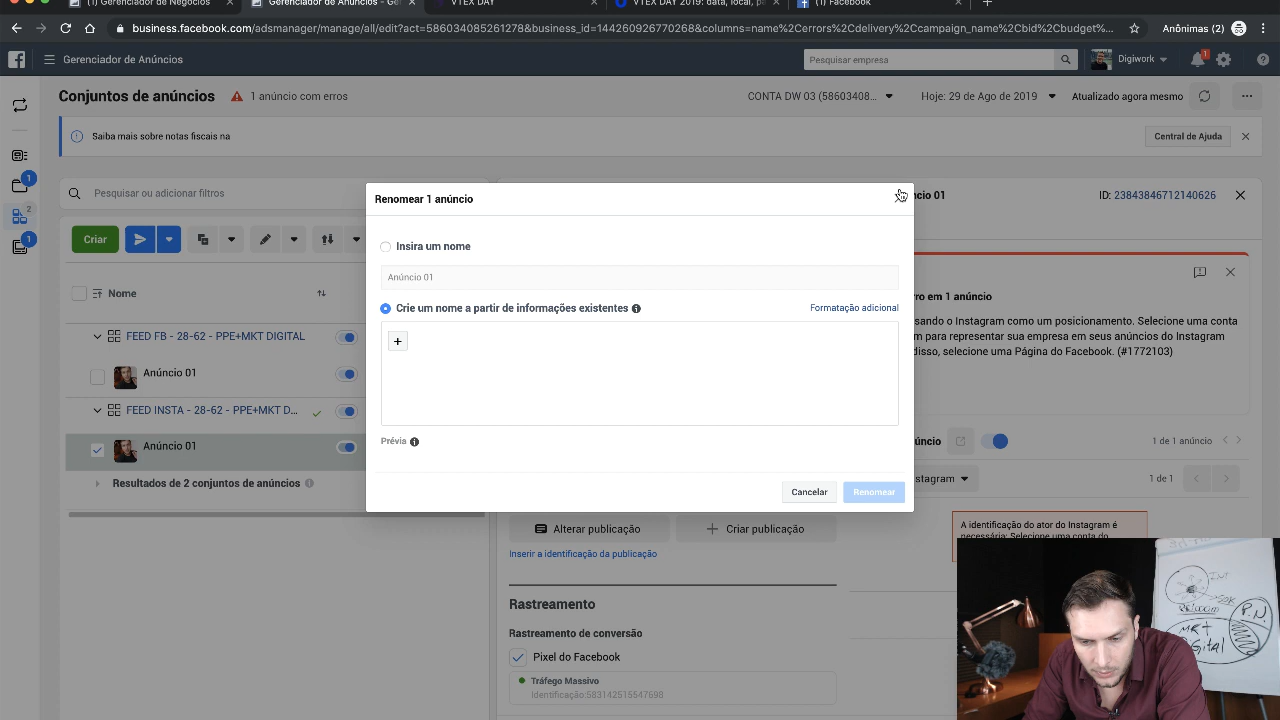 (1) Gerenciador de Negócios
Gerenciador de Anúncios - Ger
VTEX DAY
VTEX DAY 2019: data, local, pa
(1) Facebook
business.facebook.com/adsmanager/manage/all/edit?act=586034085261278&business_id=144260926770268&columns=name%2Cerrors%2Cdelivery%2Ccampaign_name%2Cbid%2Cbudget%...
Anônimas (2)
Gerenciador de Anúncios
Pesquisar empresa
Digiwork
1
Conjuntos de anúncios
1 anúncio com erros
CONTA DW 03 (58603408...
Hoje: 29 de Ago de 2019
Atualizado agora mesmo
Saiba mais sobre notas fiscais na
Central de Ajuda
1
2
1
Pesquisar ou adicionar filtros
Criar
Nome
FEED FB - 28-62 - PPE+MKT DIGITAL
Anúncio 01
FEED INSTA - 28-62 - PPE+MKT D...
Anúncio 01
Resultados de 2 conjuntos de anúncios
Renomear 1 anúncio
Insira um nome
Anúncio 01
Crie um nome a partir de informações existentes
Formatação adicional
+
Prévia
Cancelar
Renomear
ncio 01
ID: 23843846712140626
ro em 1 anúncio
sando o Instagram como um posicionamento. Selecione uma conta
m para representar sua empresa em seus anúncios do Instagram
disso, selecione uma Página do Facebook. (#1772103)
úncio
1 de 1 anúncio
stagram
1 de 1
A identificação do ator do Instagram é
necessária: Selecione uma conta do
Alterar publicação
Criar publicação
Inserir a identificação da publicação
Rastreamento
Rastreamento de conversão
Pixel do Facebook
Tráfego Massivo
Identificação:583142515547698
P.N
MKT